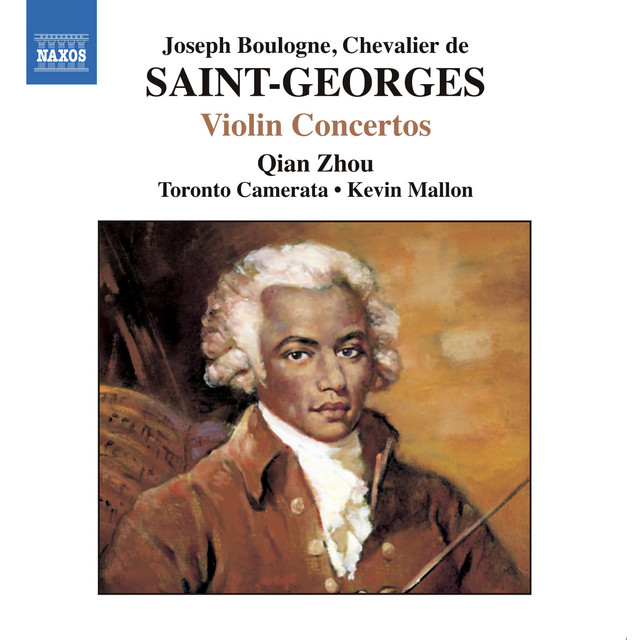 NAXOS
Joseph Boulogne, Chevalier de
SAINT-GEORGES
Violin Concertos
Qian Zhou
Toronto Camerata • Kevin Mallon